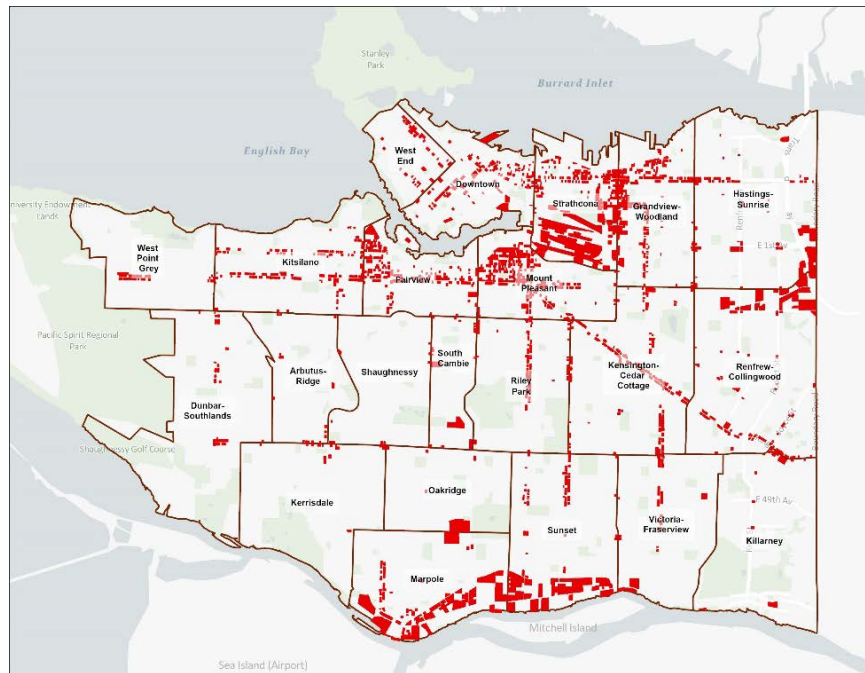 Stanley
Park
Burrard Inlet
English Bay
West
End
Downtown
Strathcona
Grandview-
Woodland
Hastings-
Sunrise
E 1st Av
West
Point
Grey
Kitsilano
Fairview
Mount
Pleasant
Pacific Spirit Regional
Park
Dunbar-
Southlands
Arbutus-
Ridge
Shaughnessy
South
Cambie
Riley
Park
Kensington-
Cedar
Cottage
Renfrew-
Collingwood
Shaughnessy Golf Course
Kerrisdale
Oakridge
Sunset
Victoria-
Fraserview
E 49th Av
Killarney
Marpole
Mitchell Island
Sea Island (Airport)